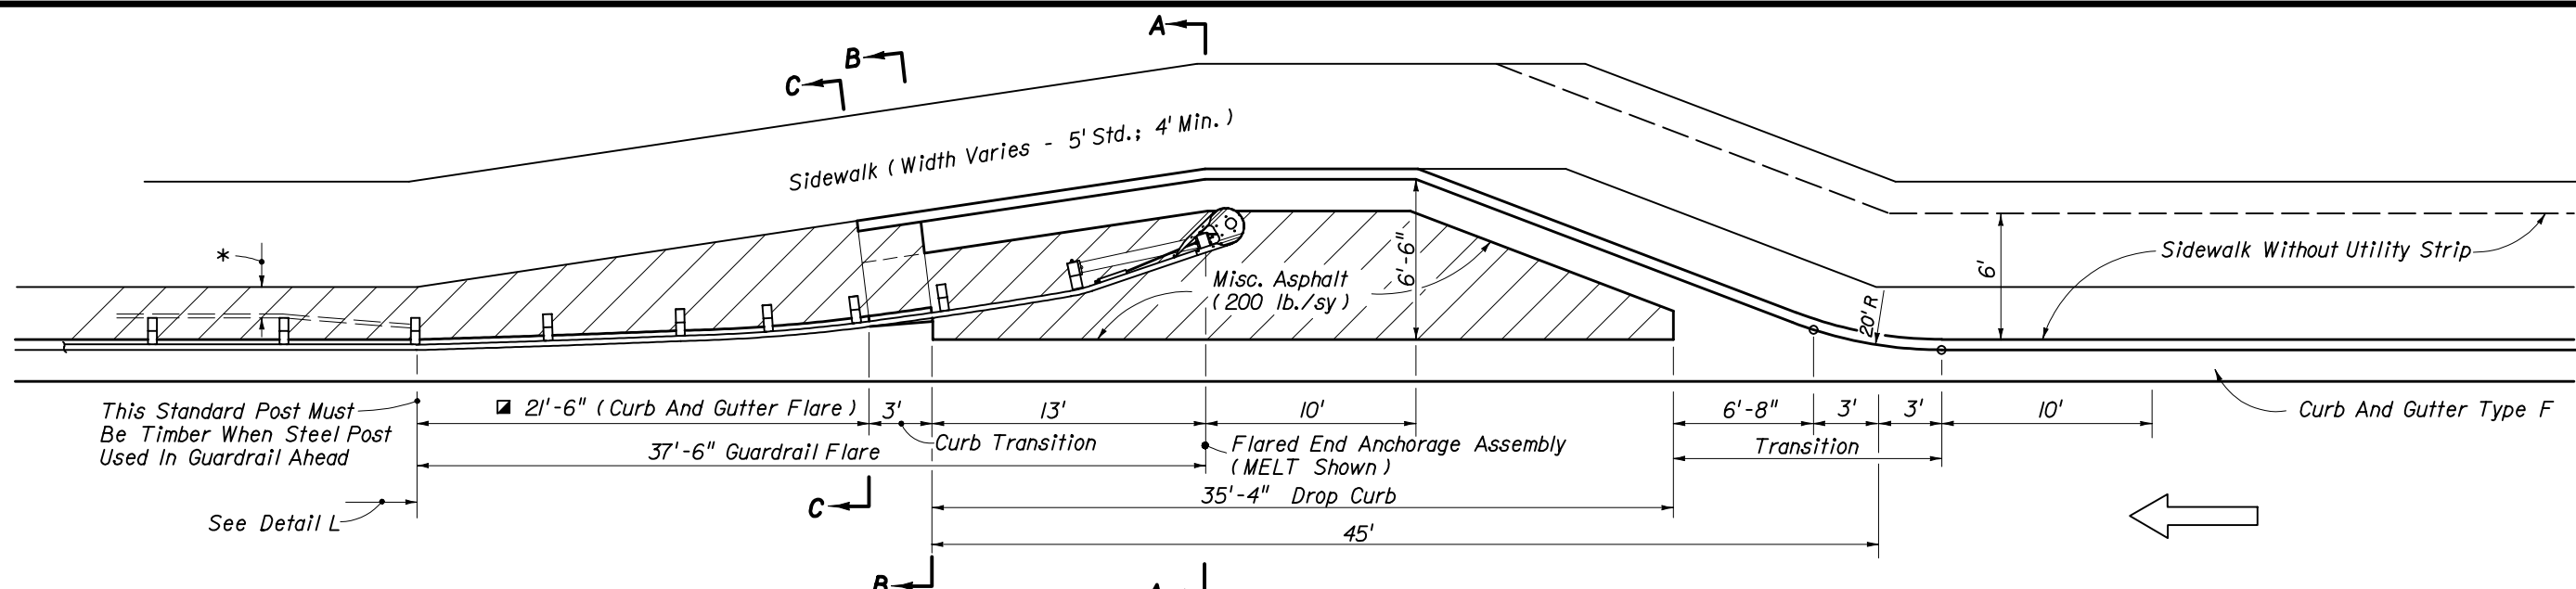 A
B
C
Sidewalk (Width Varies - 5' Std.; 4' Min.)
*
6'-6"
Misc. Asphalt
(200 lb./sy)
6'
Sidewalk Without Utility Strip
20'R
This Standard Post Must
Be Timber When Steel Post
Used In Guardrail Ahead
21'-6" (Curb And Gutter Flare)
3'
13'
10'
6'-8"
3'
3'
10'
Curb And Gutter Type F
Curb Transition
37'-6" Guardrail Flare
Flared End Anchorage Assembly
(MELT Shown)
Transition
35'-4" Drop Curb
C
See Detail L
45'
B
A